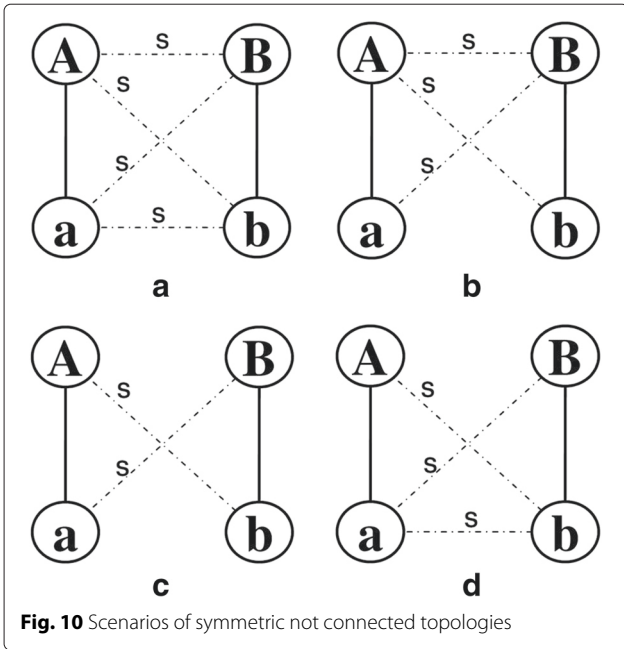 A S B A S B
S S
S S
a S b a b
a b
A B A B
S S
S S
a b a S b
c d
Fig. 10 Scenarios of symmetric not connected topologies